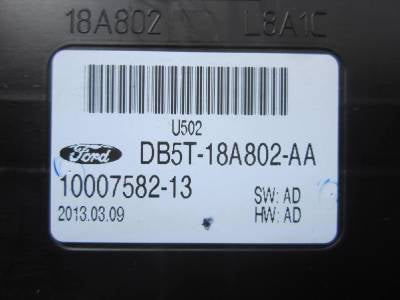 18A802 L8A1C
U502
Ford DB5T-18A802-AA
10007582-13 SW: AD
2013.03.09 HW: AD